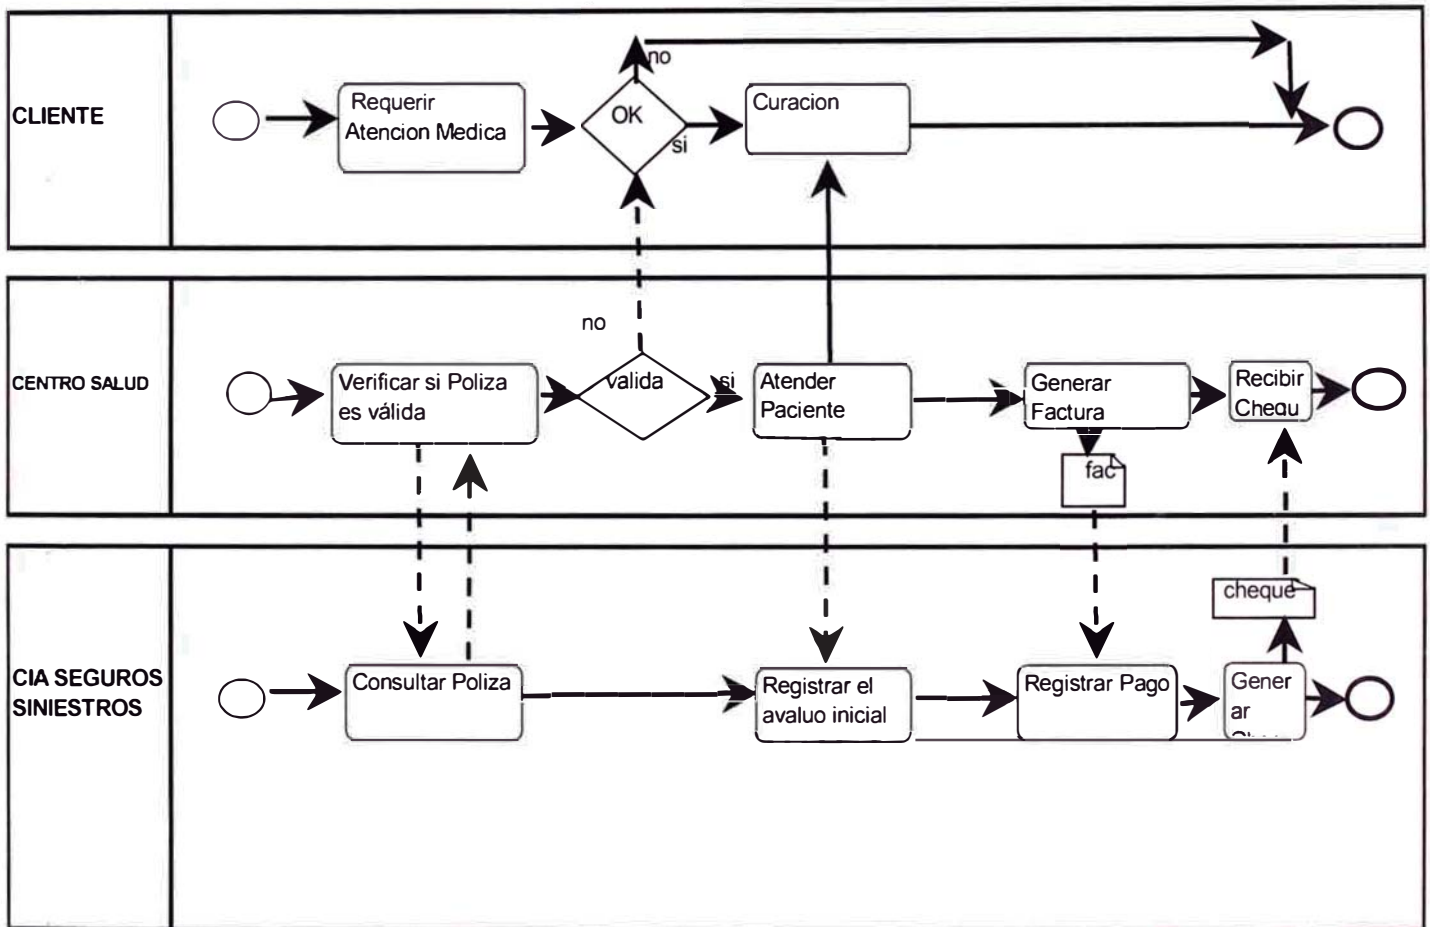 CLIENTE
Requerir
Atencion Medica
OK
no
si
Curacion
CENTRO SALUD
Verificar si Poliza
es válida
no
valida
si
Atender
Paciente
Generar
Factura
fac
Recibir
Chequ
CIA SEGUROS
SINIESTROS
Consultar Poliza
Registrar el
avaluo inicial
Registrar Pago
cheque
Gener
ar